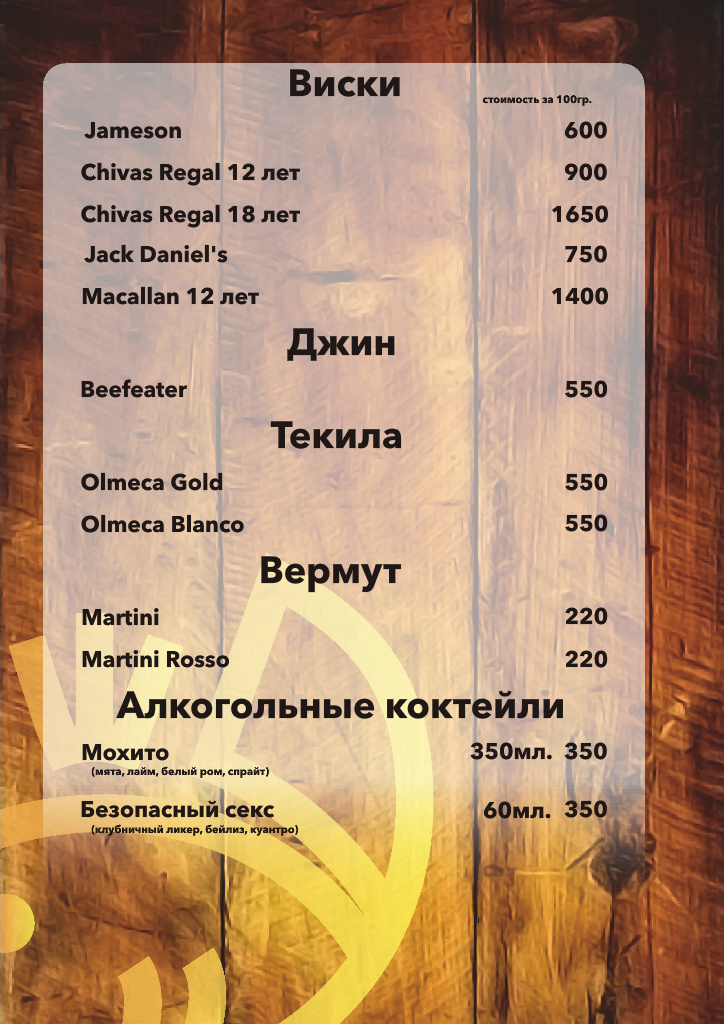 Виски
стоимость за 100гр.
Jameson 600
Chivas Regal 12 лет 900
Chivas Regal 18 лет 1650
Jack Daniel's 750
Macallan 12 лет 1400
Джин
Beefeater 550
Текила
Olmeca Gold 550
Olmeca Blanco 550
Вермут
Martini 220
Martini Rosso 220
Алкогольные коктейли
Мохито 350мл. 350
(мята, лайм, белый ром, спрайт)
Безопасный секс 60мл. 350
(клубничный ликер, бейлиз, куантро)